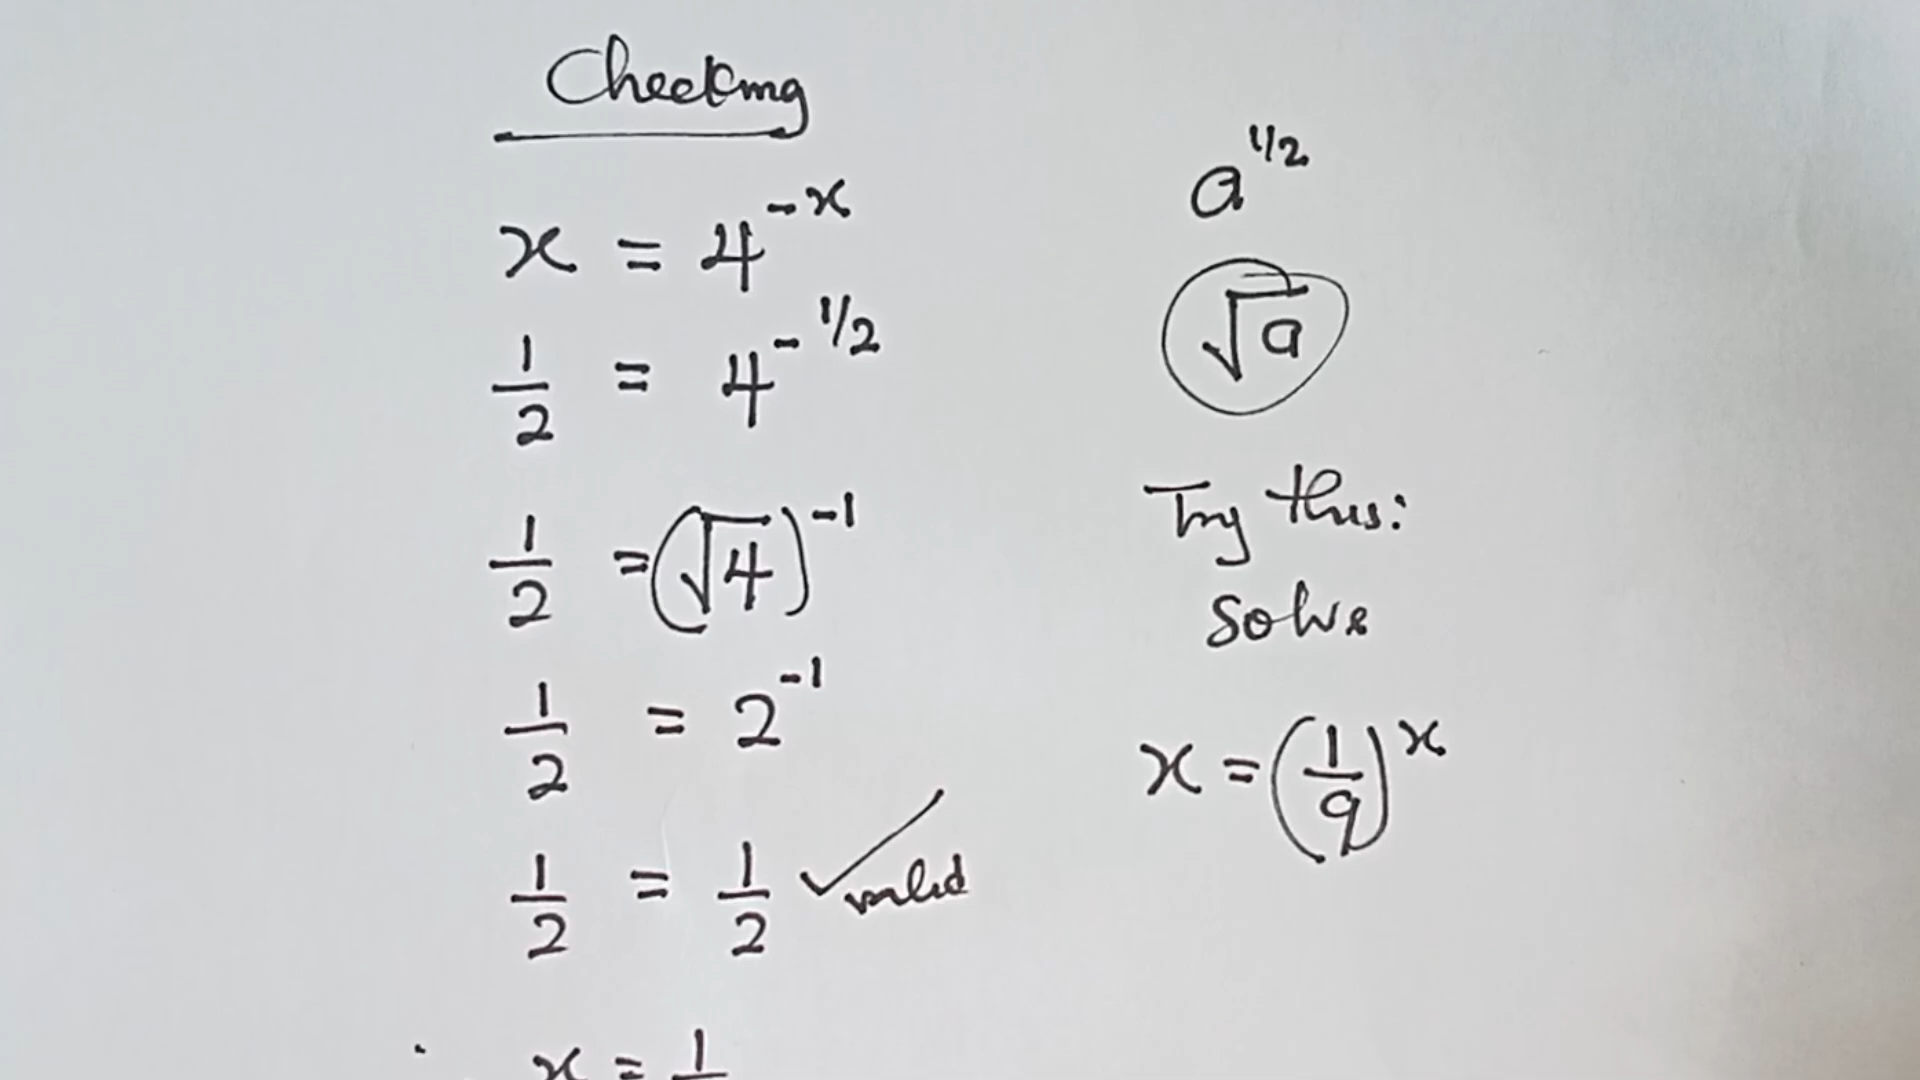 Checking
x = 4^{-x}
1/2 = 4^{-1/2}
1/2 = (√4)^{-1}
1/2 = 2^{-1}
1/2 = 1/2 ✓ valid
x = 1
a^{1/2}
√a
Try this:
Solve
x = (1/9)^x